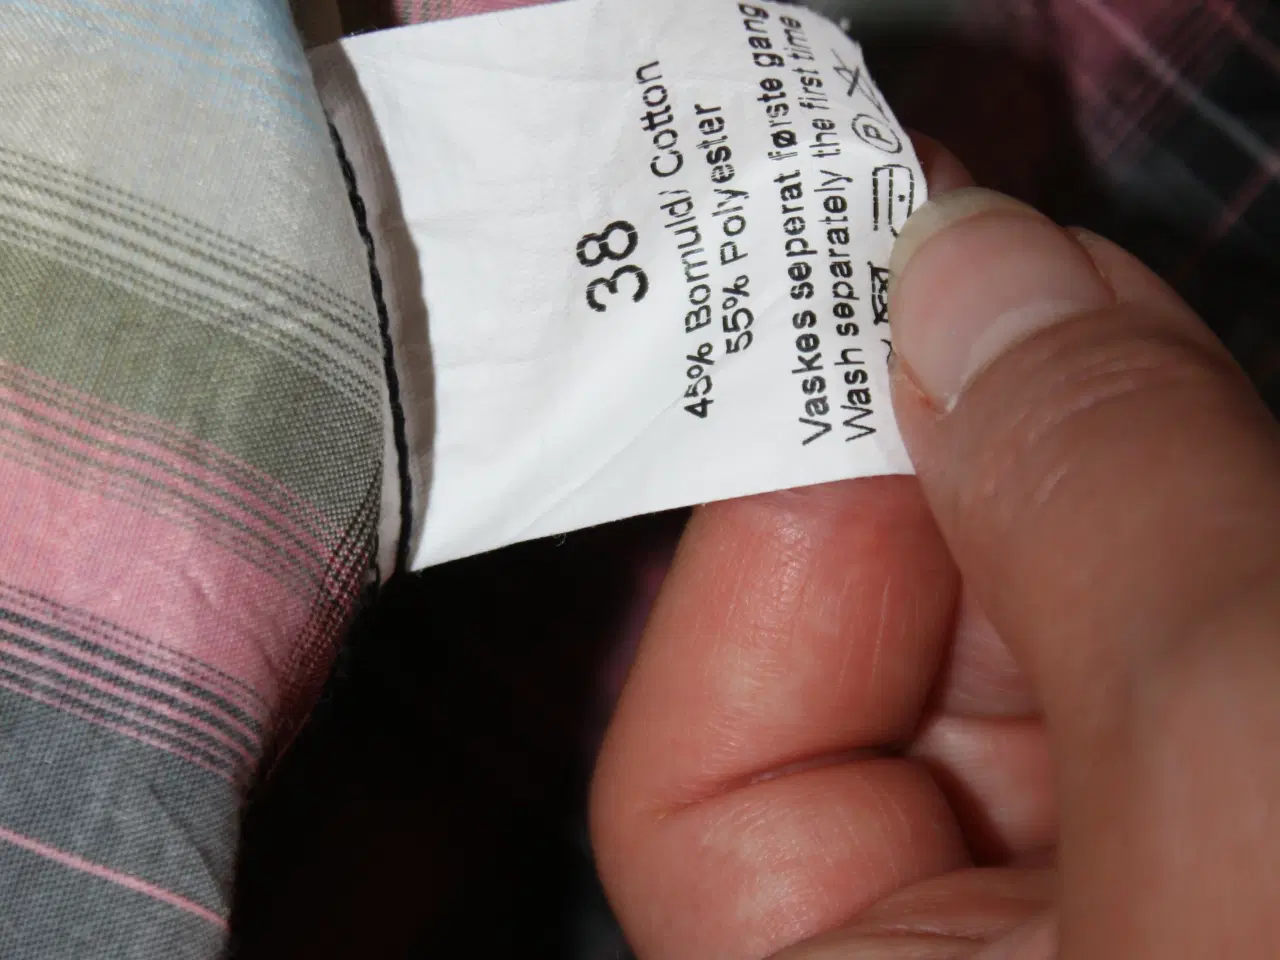 38
45% Bomuld/ Cotton
55% Polyester
Vaskes seperat første gang
Wash separately the first time
P